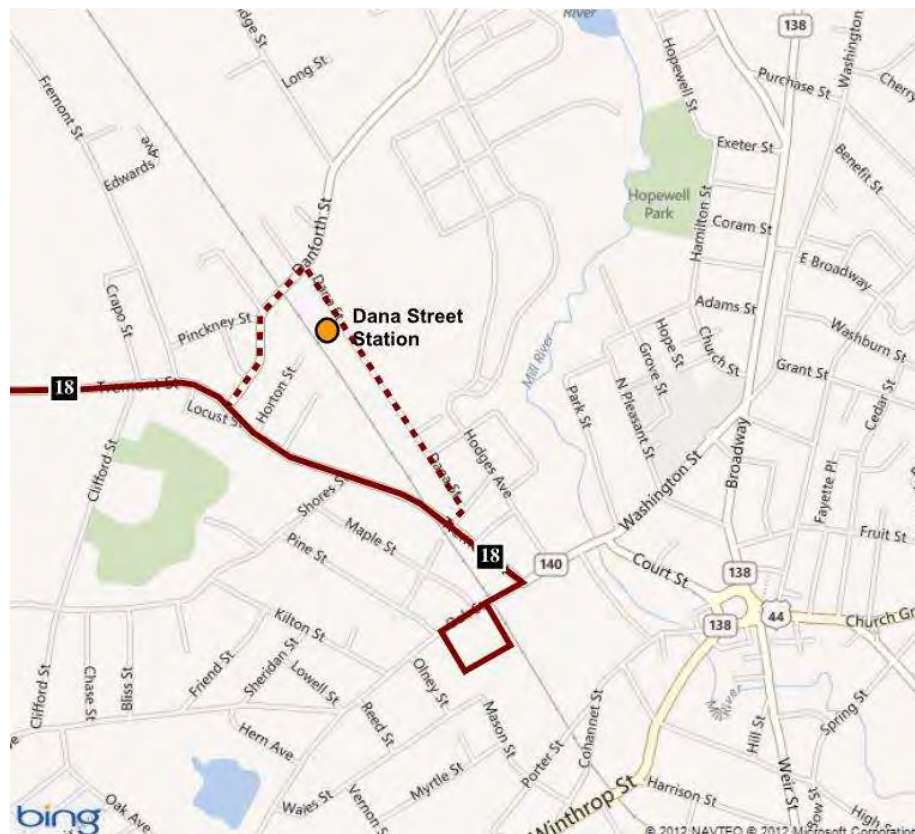 River
138
Washington
Hopewell St
Purchase St
Cherry
Long St
Fremont St
Edwards Ave
Exeter St
Benefit St
Hopewell
Park
Hamilton St
Coram St
E Broadway
Danforth St
Dana St
Crapo St
Pinckney St
Dana Street
Station
Adams St
Washburn St
Mill River
Hope St
Church St
Grove St
Grant St
18
Tremont St
Horton St
Locust St
N Pleasant St
Park St
Cedar St
Clifford St
Hodges Ave
Dana St
Broadway
Washington St
Fayette Pl
Shores S
Maple St
Fruit St
18
140
Pine St
Court St
138
44
138
Church Gr
Kilton St
Friend St
Sheridan St
Lowell St
Olney St
Clifford St
Chase St
Bliss St
Reed St
Mason St
Cohannet St
Mill
River
Hill St
Spring St
Hern Ave
Porter St
Weir St
Myrtle St
Vernon St
Oak Ave
Harrison St
Bow St
High S
Winthrop St
bing
© 2012 NAVTEQ © 2012 Microsoft Corporation